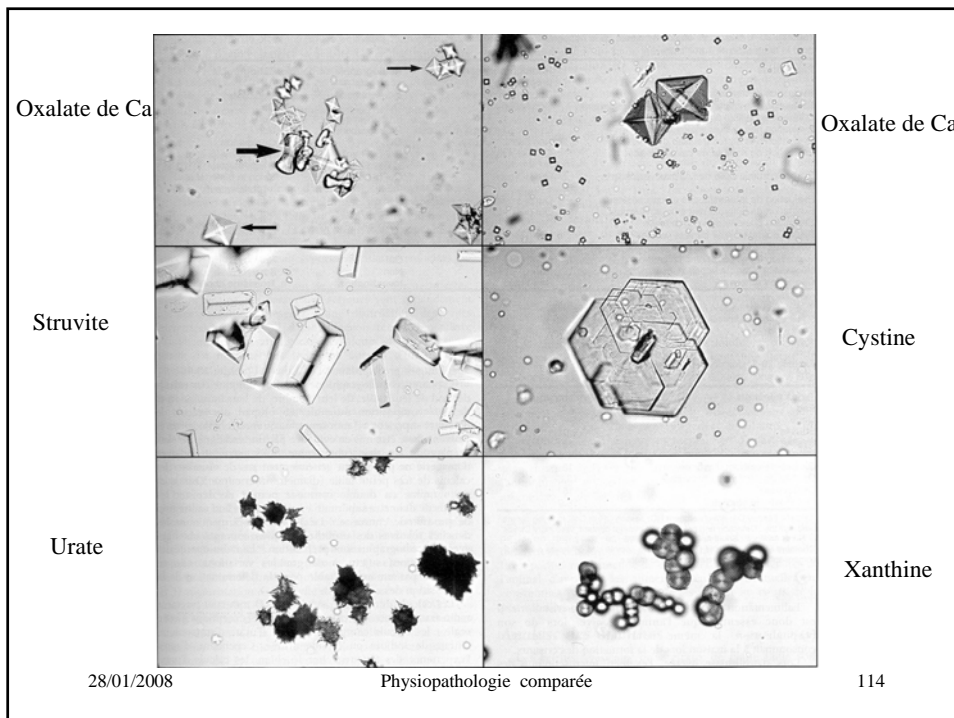 Oxalate de Ca
Oxalate de Ca
Struvite
Cystine
Urate
Xanthine
28/01/2008
Physiopathologie comparée
114